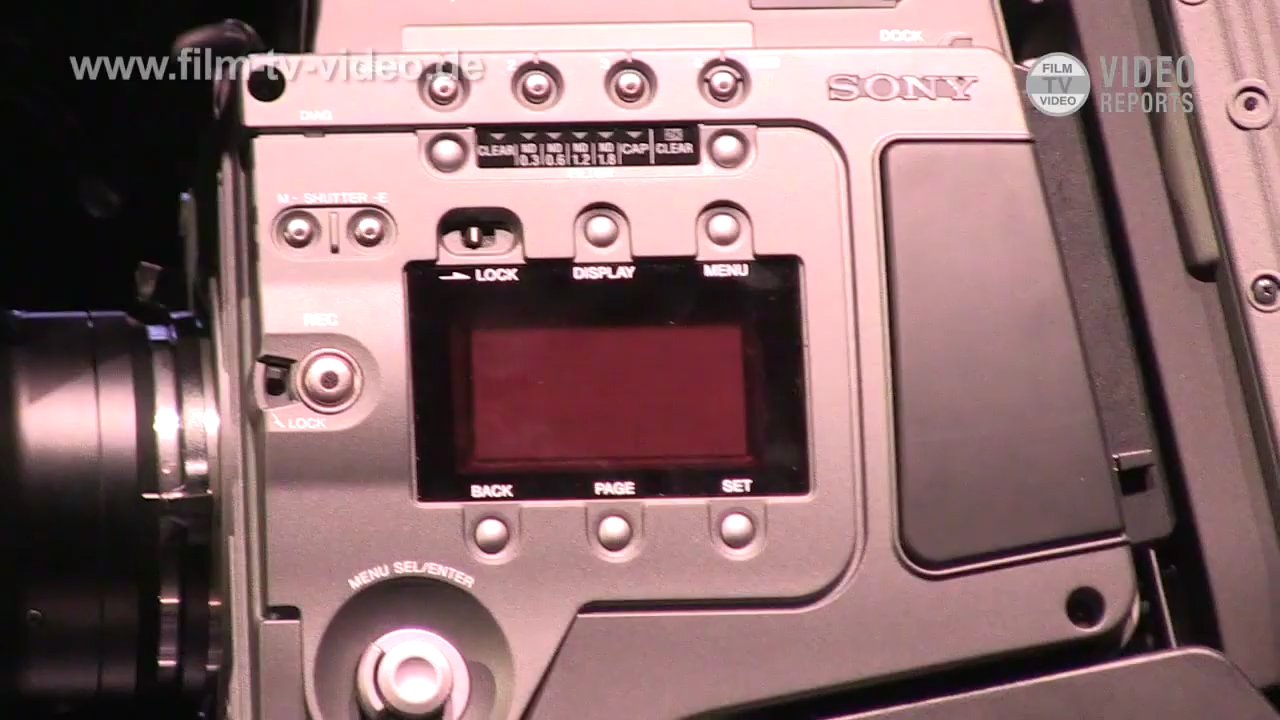 www.film-tv-video.de
FILM
TV
VIDEO
VIDEO
REPORTS
DOCK
SONY
DIAG
CLEAR ND 0.3 ND 0.6 ND 1.2 ND 1.8 CAP CLEAR
M - SHUTTER - E
LOCK
DISPLAY
MENU
REC
LOCK
BACK
PAGE
SET
MENU SEL/ENTER